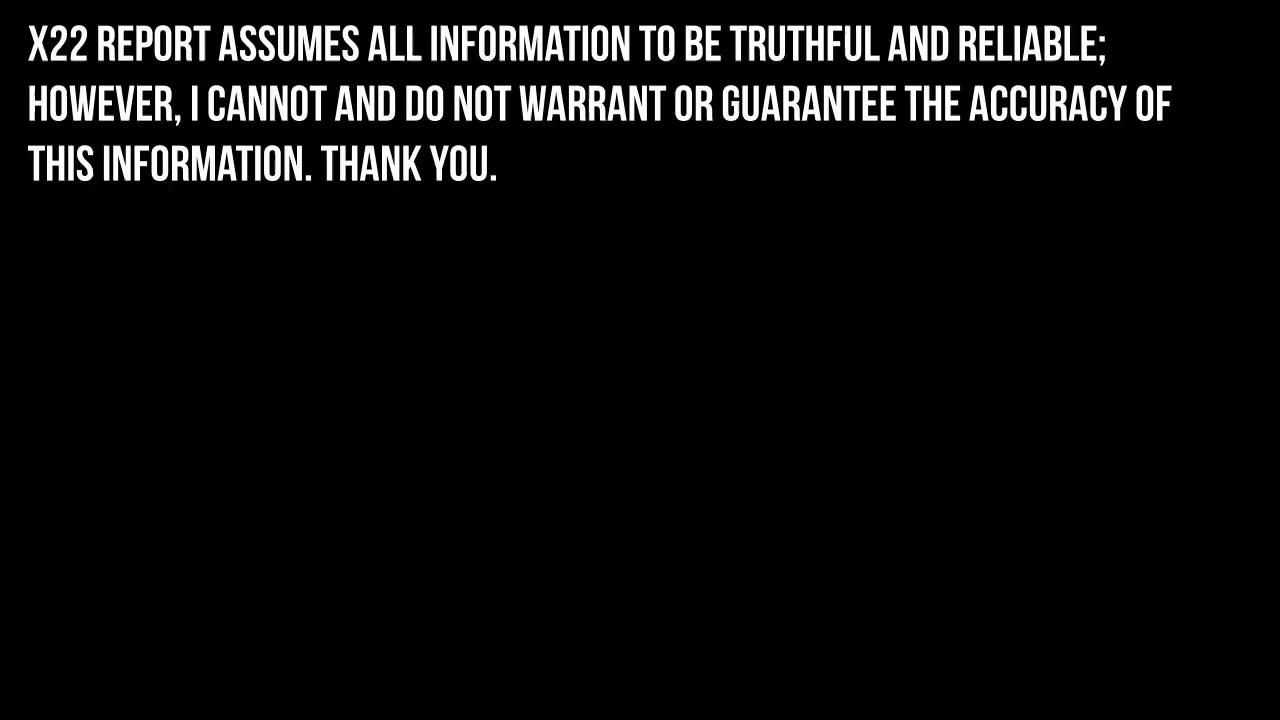 X22 REPORT ASSUMES ALL INFORMATION TO BE TRUTHFUL AND RELIABLE;
HOWEVER, I CANNOT AND DO NOT WARRANT OR GUARANTEE THE ACCURACY OF
THIS INFORMATION. THANK YOU.